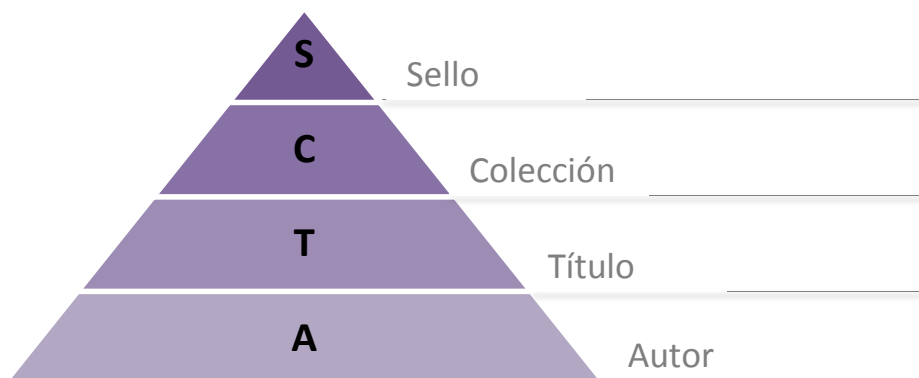 S
Sello
C
Colección
T
Título
A
Autor